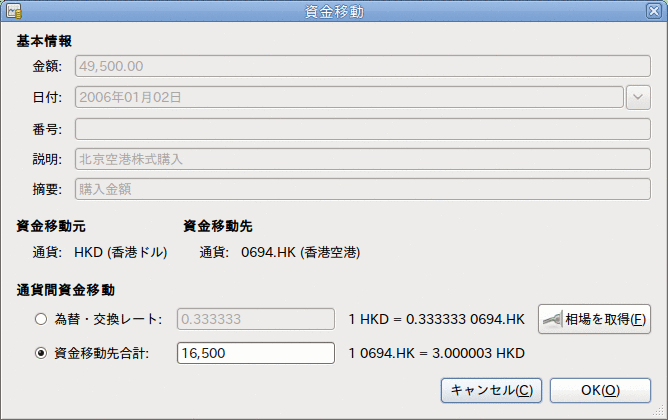 資金移動
基本情報
金額: 49,500.00
日付: 2006年01月02日
番号:
説明: 北京空港株式購入
摘要: 購入金額
資金移動元 資金移動先
通貨: HKD (香港ドル) 通貨: 0694.HK (香港空港)
通貨間資金移動
為替・交換レート: 0.333333 1 HKD = 0.333333 0694.HK 相場を取得(F)
資金移動先合計: 16,500 1 0694.HK = 3.000003 HKD
キャンセル(C) OK(O)